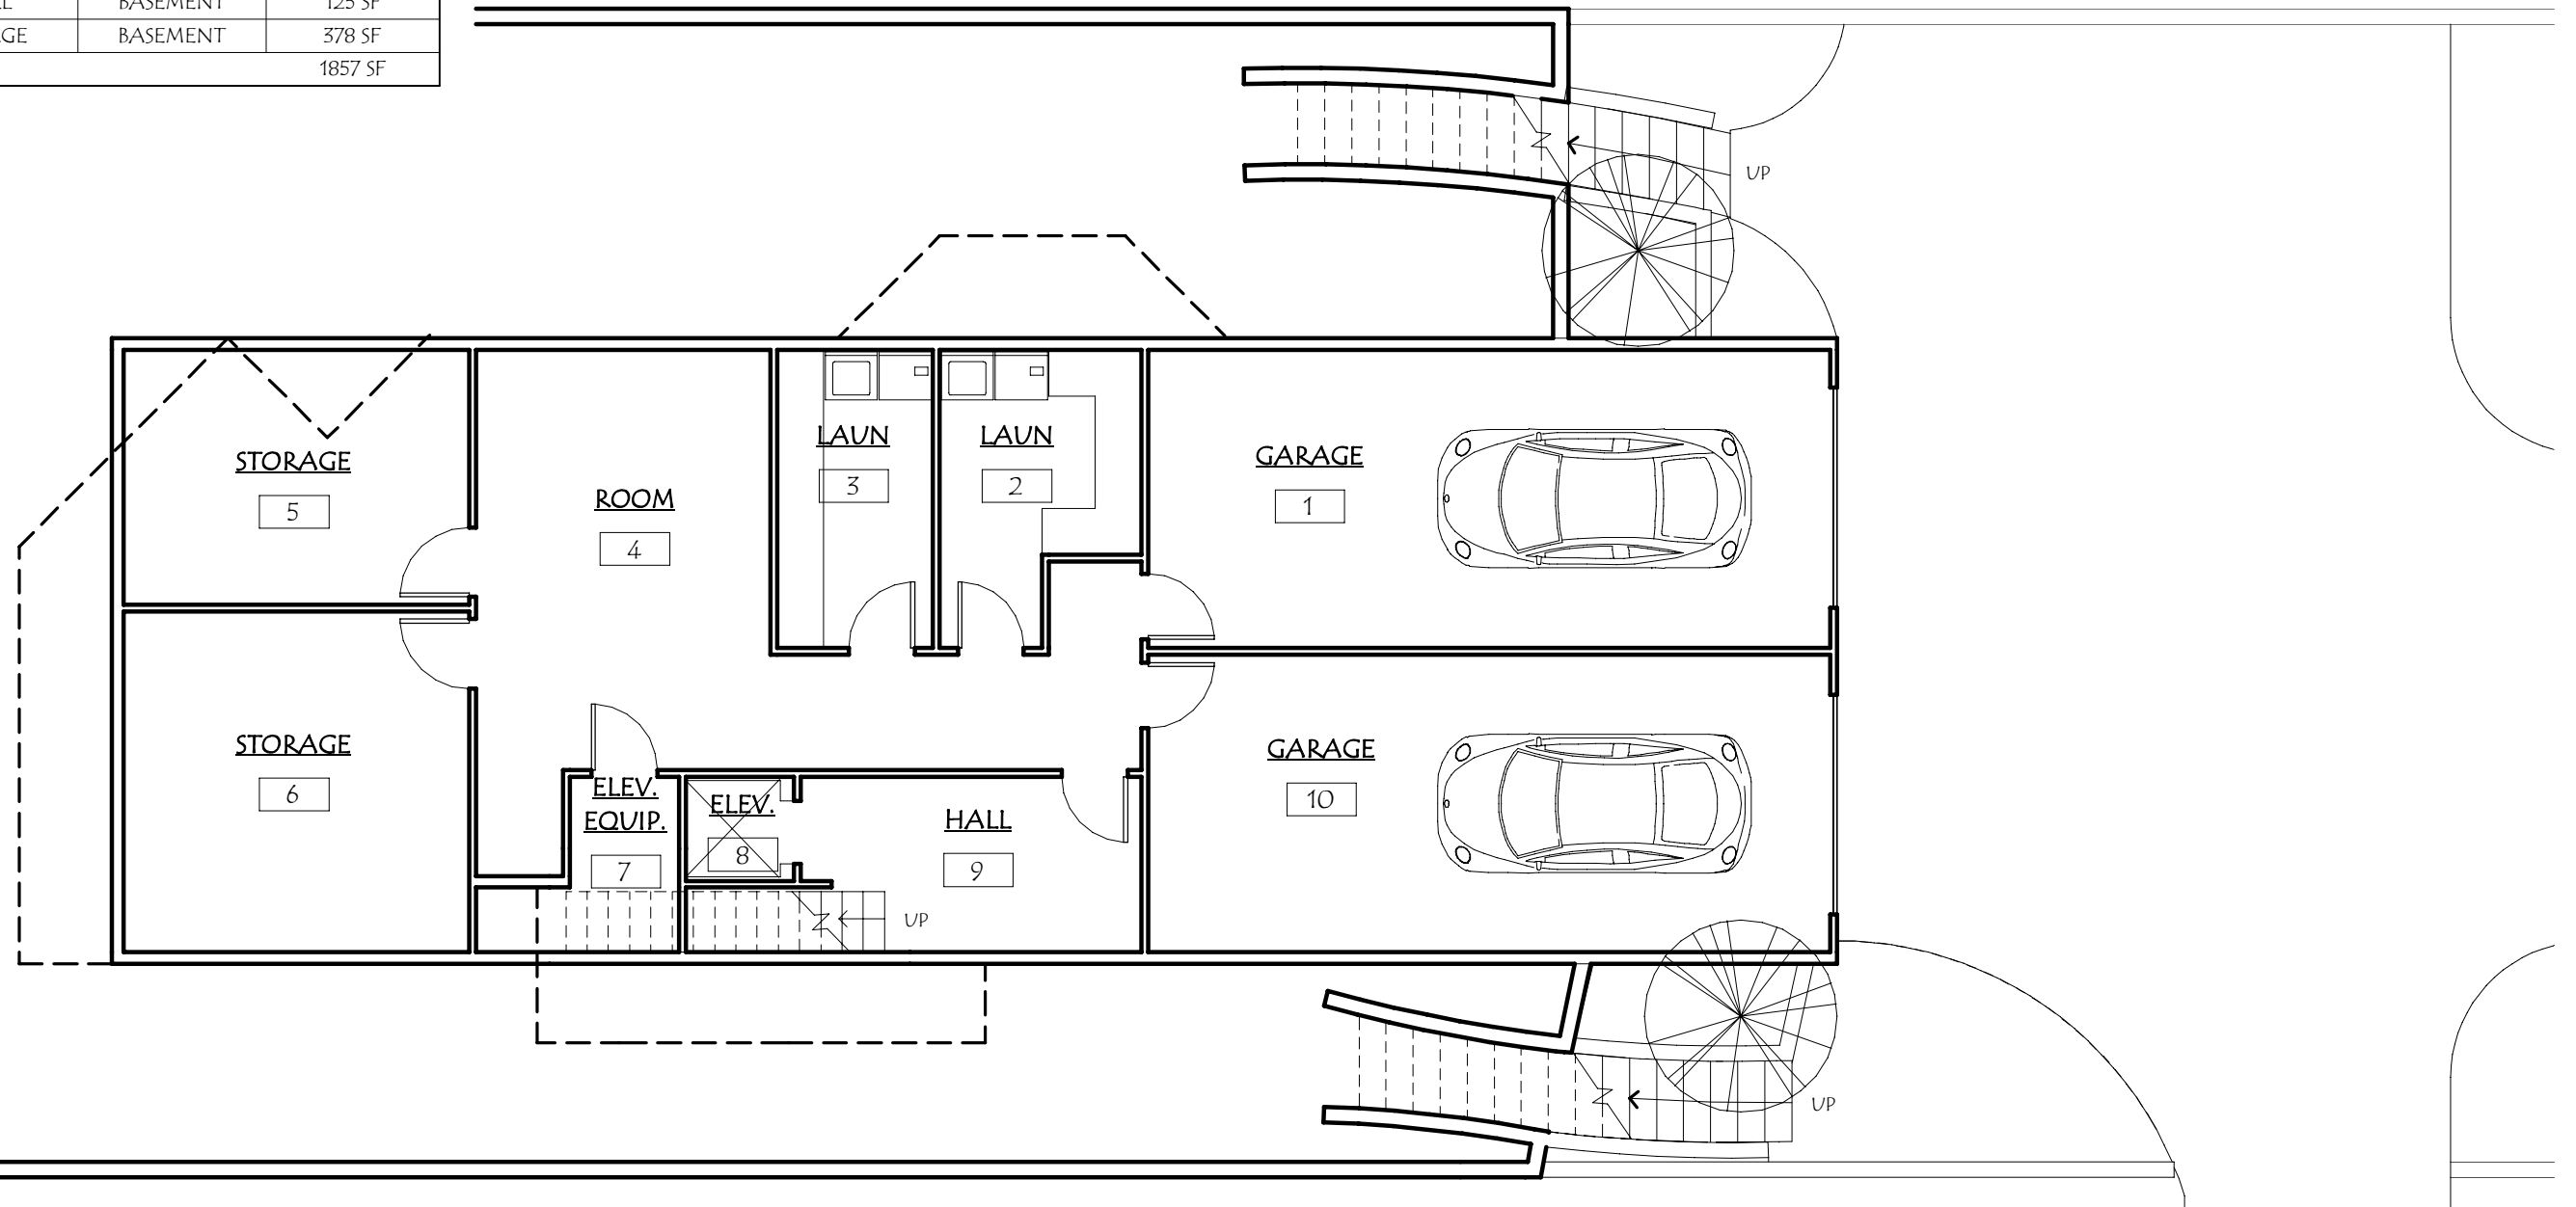 BASEMENT 125 SF
BASEMENT 378 SF
1857 SF
UP
STORAGE
5
ROOM
4
LAUN
3
LAUN
2
GARAGE
1
STORAGE
6
ELEV.
EQUIP.
7
ELEV.
8
HALL
9
GARAGE
10
UP
UP